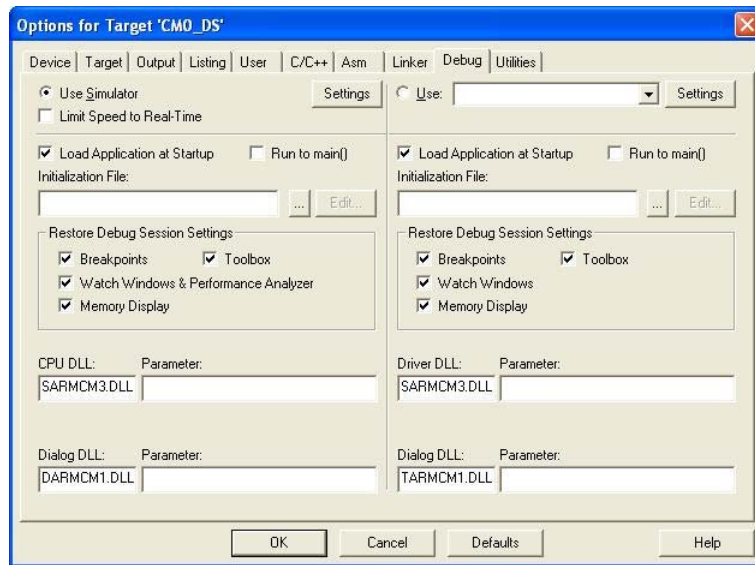 Options for Target 'CM0_DS'
Device Target Output Listing User C/C++ Asm Linker Debug Utilities
Use Simulator Settings
Limit Speed to Real-Time
Use: Settings
Load Application at Startup Run to main()
Initialization File:
... Edit...
Load Application at Startup Run to main()
Initialization File:
... Edit...
Restore Debug Session Settings
Breakpoints Toolbox
Watch Windows & Performance Analyzer
Memory Display
Restore Debug Session Settings
Breakpoints Toolbox
Watch Windows
Memory Display
CPU DLL: Parameter:
SARMCM3.DLL
Driver DLL: Parameter:
SARMCM3.DLL
Dialog DLL: Parameter:
DARMCM1.DLL
Dialog DLL: Parameter:
TARMCM1.DLL
OK Cancel Defaults Help